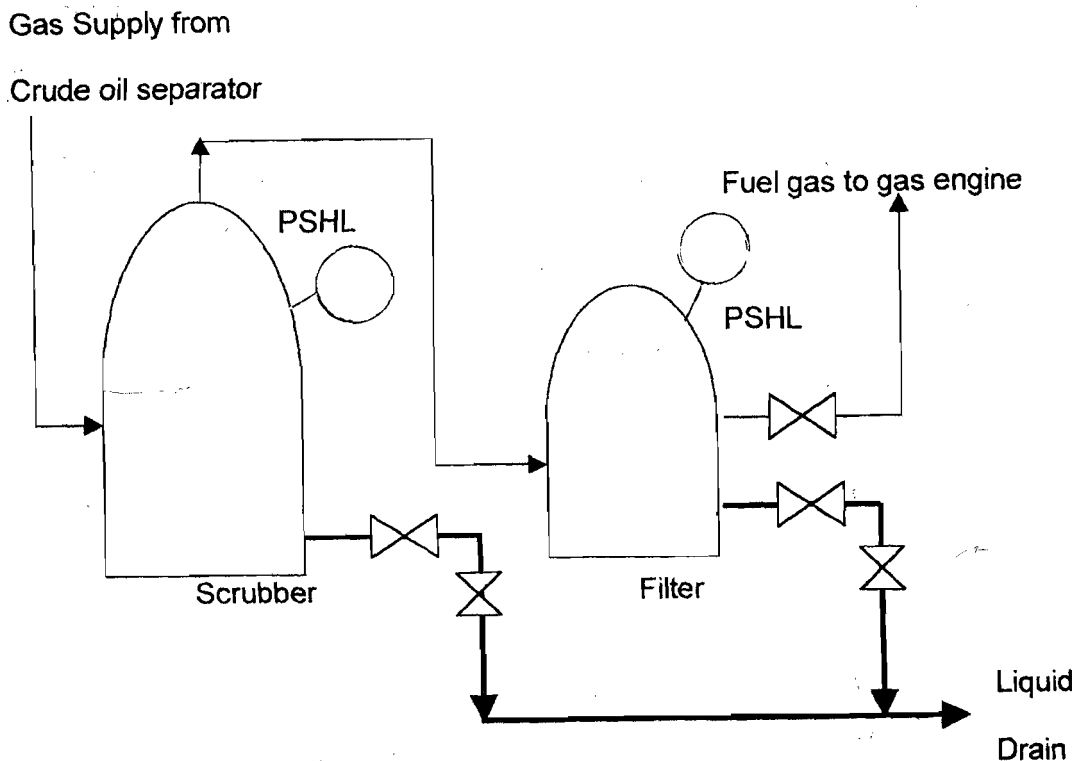 Gas Supply from
Crude oil separator
Fuel gas to gas engine
PSHL
PSHL
Scrubber
Filter
Liquid
Drain